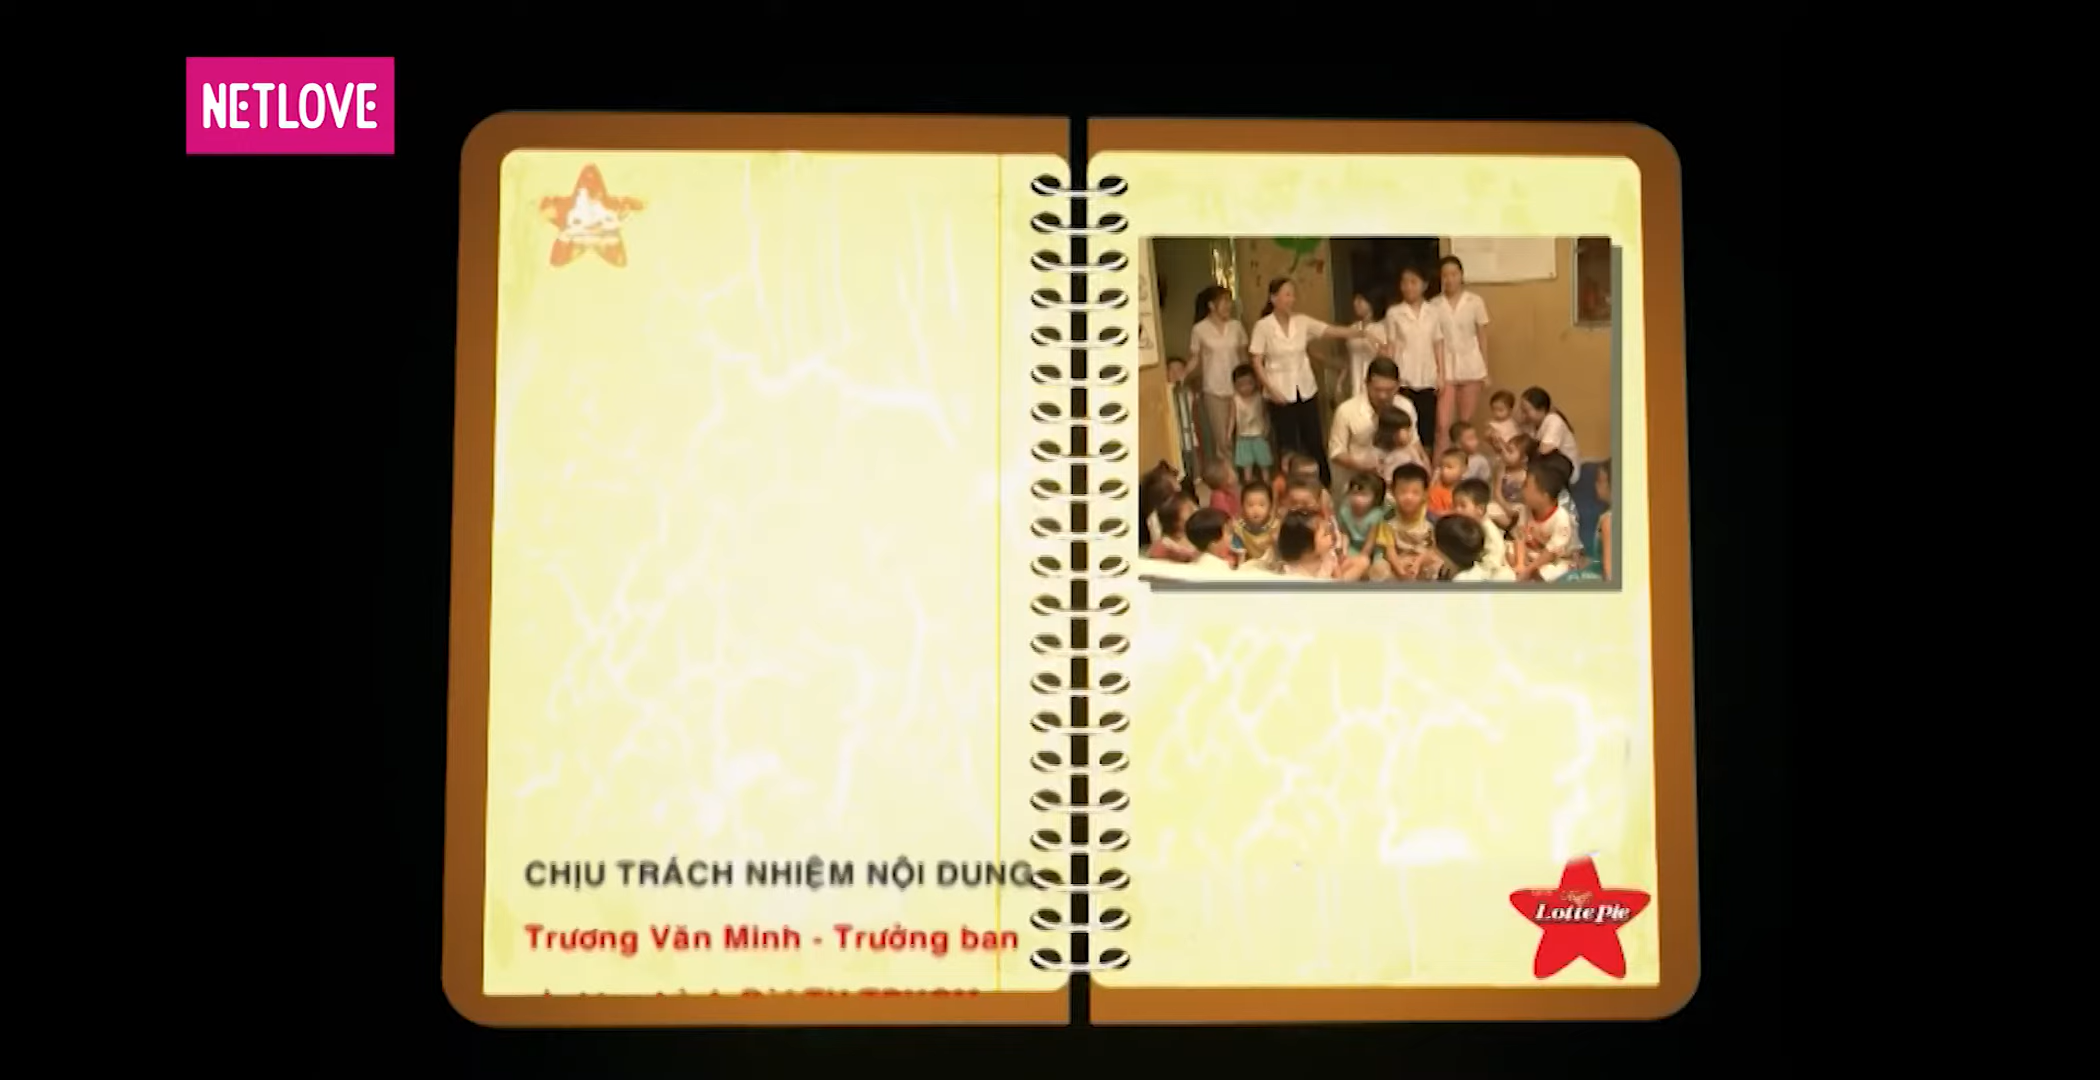 NETLOVE
CHỊU TRÁCH NHIỆM NỘI DUNG
Trương Văn Minh - Trưởng ban
Lotte Pie